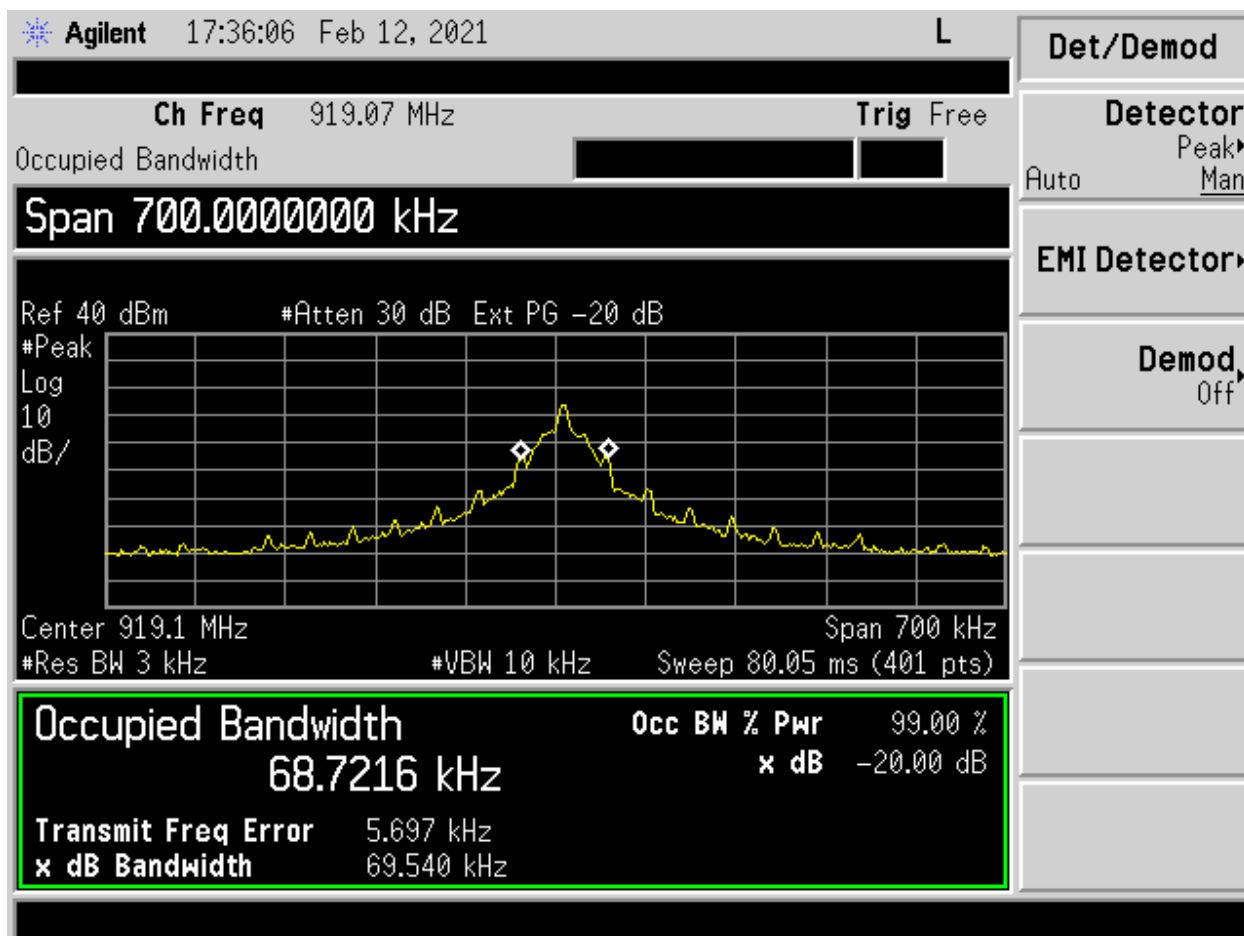 Agilent 17:36:06 Feb 12, 2021 L
Ch Freq 919.07 MHz Trig Free
Occupied Bandwidth
Span 700.0000000 kHz
Ref 40 dBm #Atten 30 dB Ext PG -20 dB
#Peak
Log
10
dB/
Center 919.1 MHz Span 700 kHz
#Res BW 3 kHz #VBW 10 kHz Sweep 80.05 ms (401 pts)
Occupied Bandwidth Occ BW % Pwr 99.00 %
68.7216 kHz x dB -20.00 dB
Transmit Freq Error 5.697 kHz
x dB Bandwidth 69.540 kHz
Det/Demod
Detector
Peak
Auto Man
EMI Detector
Demod
Off